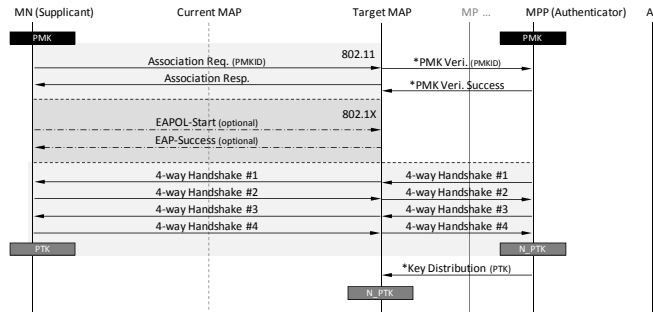 MN (Supplicant) Current MAP Target MAP MP ... MPP (Authenticator) A
PMK PMK
802.11
Association Req. (PMKID) *PMK Veri. (PMKID)
Association Resp. *PMK Veri. Success
802.1X
EAPOL-Start (optional)
EAP-Success (optional)
4-way Handshake #1 4-way Handshake #1
4-way Handshake #2 4-way Handshake #2
4-way Handshake #3 4-way Handshake #3
4-way Handshake #4 4-way Handshake #4
PTK N_PTK
*Key Distribution (PTK)
N_PTK